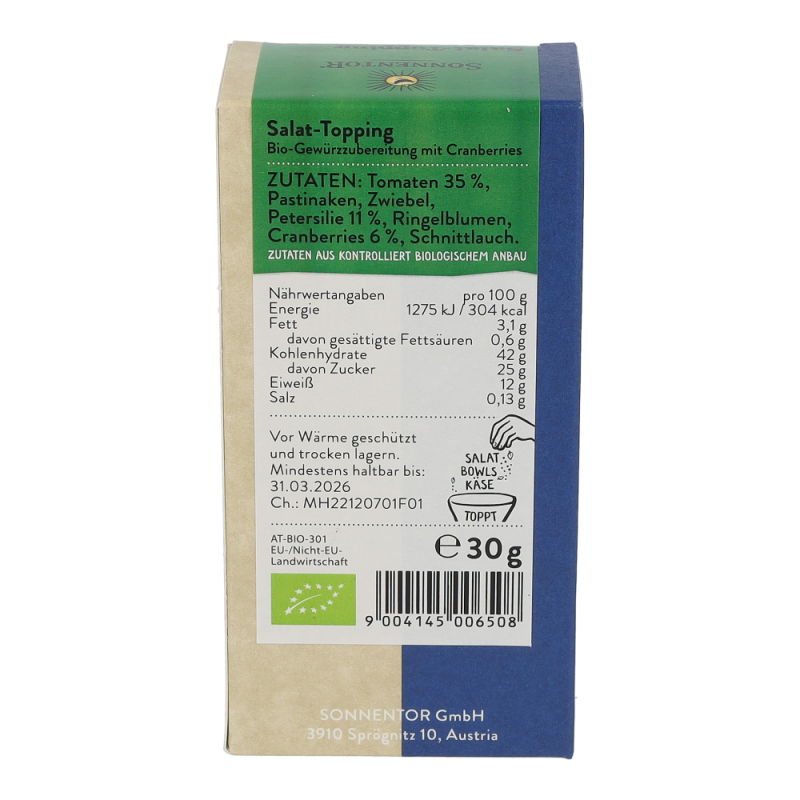 Salat-Topping
SONNENTOR
Salat-Topping
Bio-Gewürzzubereitung mit Cranberries
ZUTATEN: Tomaten 35 %,
Pastinaken, Zwiebel,
Petersilie 11 %, Ringelblumen,
Cranberries 6 %, Schnittlauch.
ZUTATEN AUS KONTROLLIERT BIOLOGISCHEM ANBAU
Nährwertangaben pro 100 g
Energie 1275 kJ / 304 kcal
Fett 3,1 g
davon gesättigte Fettsäuren 0,6 g
Kohlenhydrate 42 g
davon Zucker 25 g
Eiweiß 12 g
Salz 0,13 g
Vor Wärme geschützt
und trocken lagern.
Mindestens haltbar bis:
31.03.2026
Ch.: MH22120701F01
SALAT
BOWLS
KÄSE
TOPPT
AT-BIO-301
EU-/Nicht-EU-
Landwirtschaft
℮ 30 g
9 004145 006508
SONNENTOR GmbH
3910 Sprögnitz 10, Austria